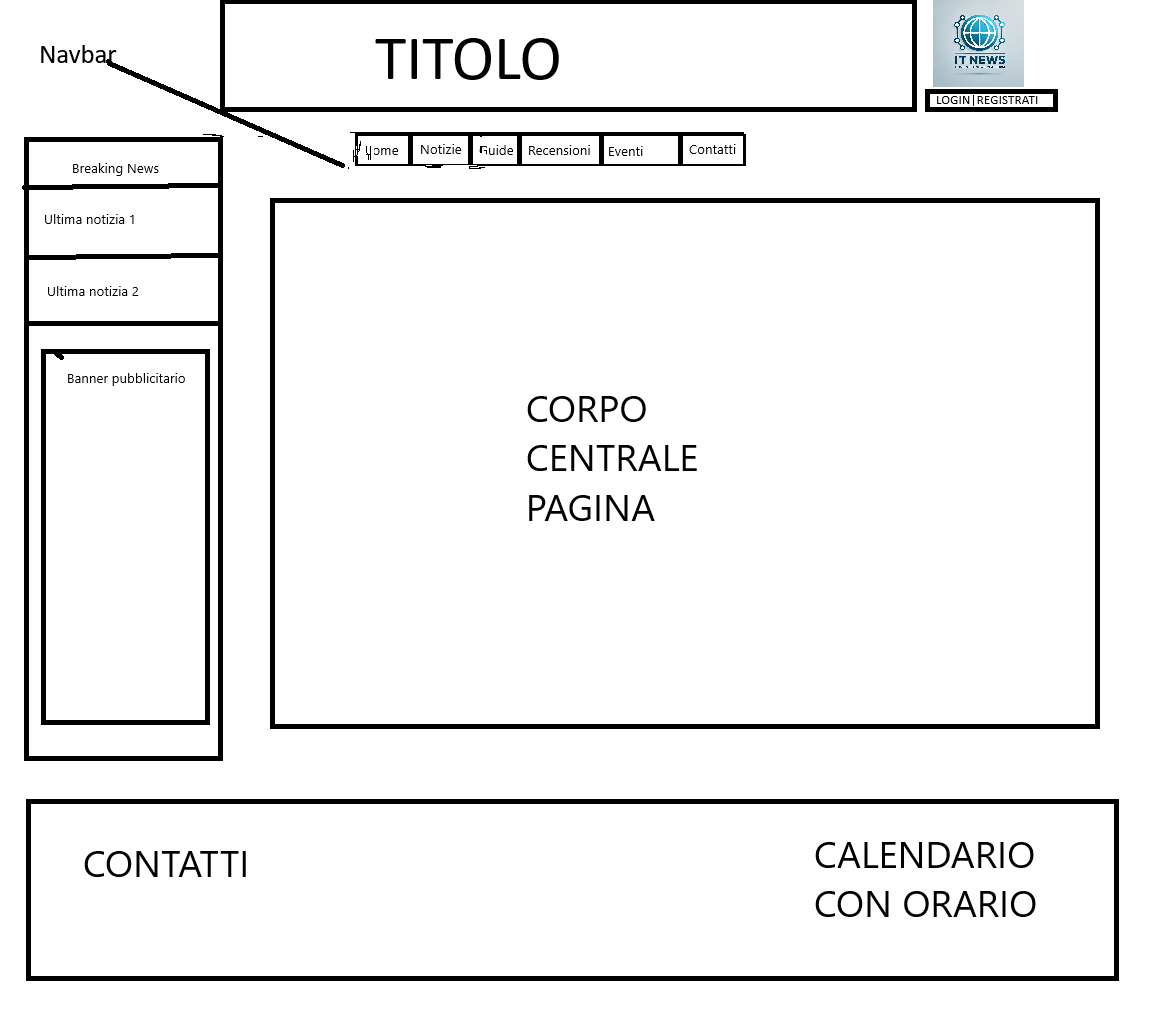 Navbar
TITOLO
IT NEWS
LOGIN|REGISTRATI
Home Notizie Guide Recensioni Eventi Contatti
Breaking News
Ultima notizia 1
Ultima notizia 2
Banner pubblicitario
CORPO
CENTRALE
PAGINA
CONTATTI
CALENDARIO
CON ORARIO